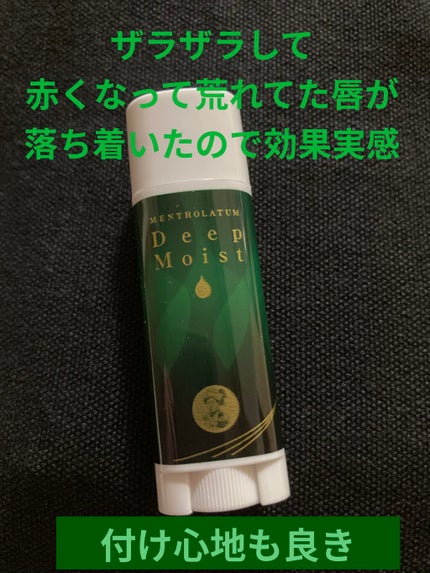 ザラザラして
赤くなって荒れてた唇が
落ち着いたので効果実感
MENTHOLATUM
Deep
Moist
付け心地も良き